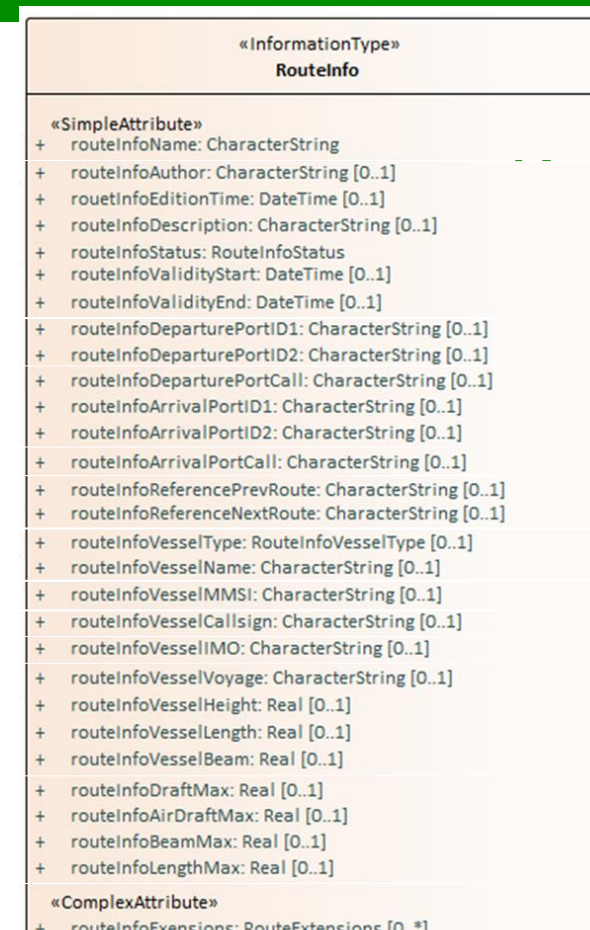 «InformationType»
RouteInfo
«SimpleAttribute»
+ routeInfoName: CharacterString
+ routeInfoAuthor: CharacterString [0..1]
+ rouetInfoEditionTime: DateTime [0..1]
+ routeInfoDescription: CharacterString [0..1]
+ routeInfoStatus: RouteInfoStatus
+ routeInfoValidityStart: DateTime [0..1]
+ routeInfoValidityEnd: DateTime [0..1]
+ routeInfoDeparturePortID1: CharacterString [0..1]
+ routeInfoDeparturePortID2: CharacterString [0..1]
+ routeInfoDeparturePortCall: CharacterString [0..1]
+ routeInfoArrivalPortID1: CharacterString [0..1]
+ routeInfoArrivalPortID2: CharacterString [0..1]
+ routeInfoArrivalPortCall: CharacterString [0..1]
+ routeInfoReferencePrevRoute: CharacterString [0..1]
+ routeInfoReferenceNextRoute: CharacterString [0..1]
+ routeInfoVesselType: RouteInfoVesselType [0..1]
+ routeInfoVesselName: CharacterString [0..1]
+ routeInfoVesselMMSI: CharacterString [0..1]
+ routeInfoVesselCallsign: CharacterString [0..1]
+ routeInfoVesselIMO: CharacterString [0..1]
+ routeInfoVesselVoyage: CharacterString [0..1]
+ routeInfoVesselHeight: Real [0..1]
+ routeInfoVesselLength: Real [0..1]
+ routeInfoVesselBeam: Real [0..1]
+ routeInfoDraftMax: Real [0..1]
+ routeInfoAirDraftMax: Real [0..1]
+ routeInfoBeamMax: Real [0..1]
+ routeInfoLengthMax: Real [0..1]
«ComplexAttribute»
+ routeInfoExensions: RouteExtensions [0..*]